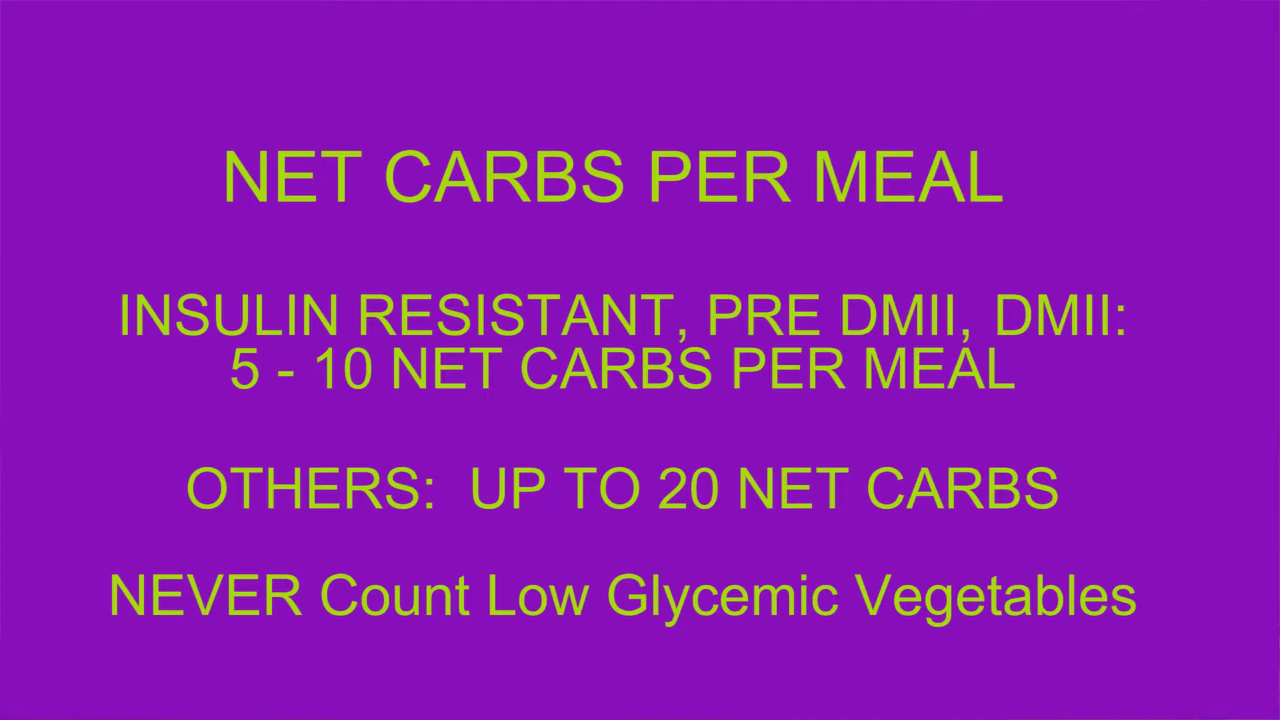 NET CARBS PER MEAL
INSULIN RESISTANT, PRE DMII, DMII:
5 - 10 NET CARBS PER MEAL
OTHERS:  UP TO 20 NET CARBS
NEVER Count Low Glycemic Vegetables